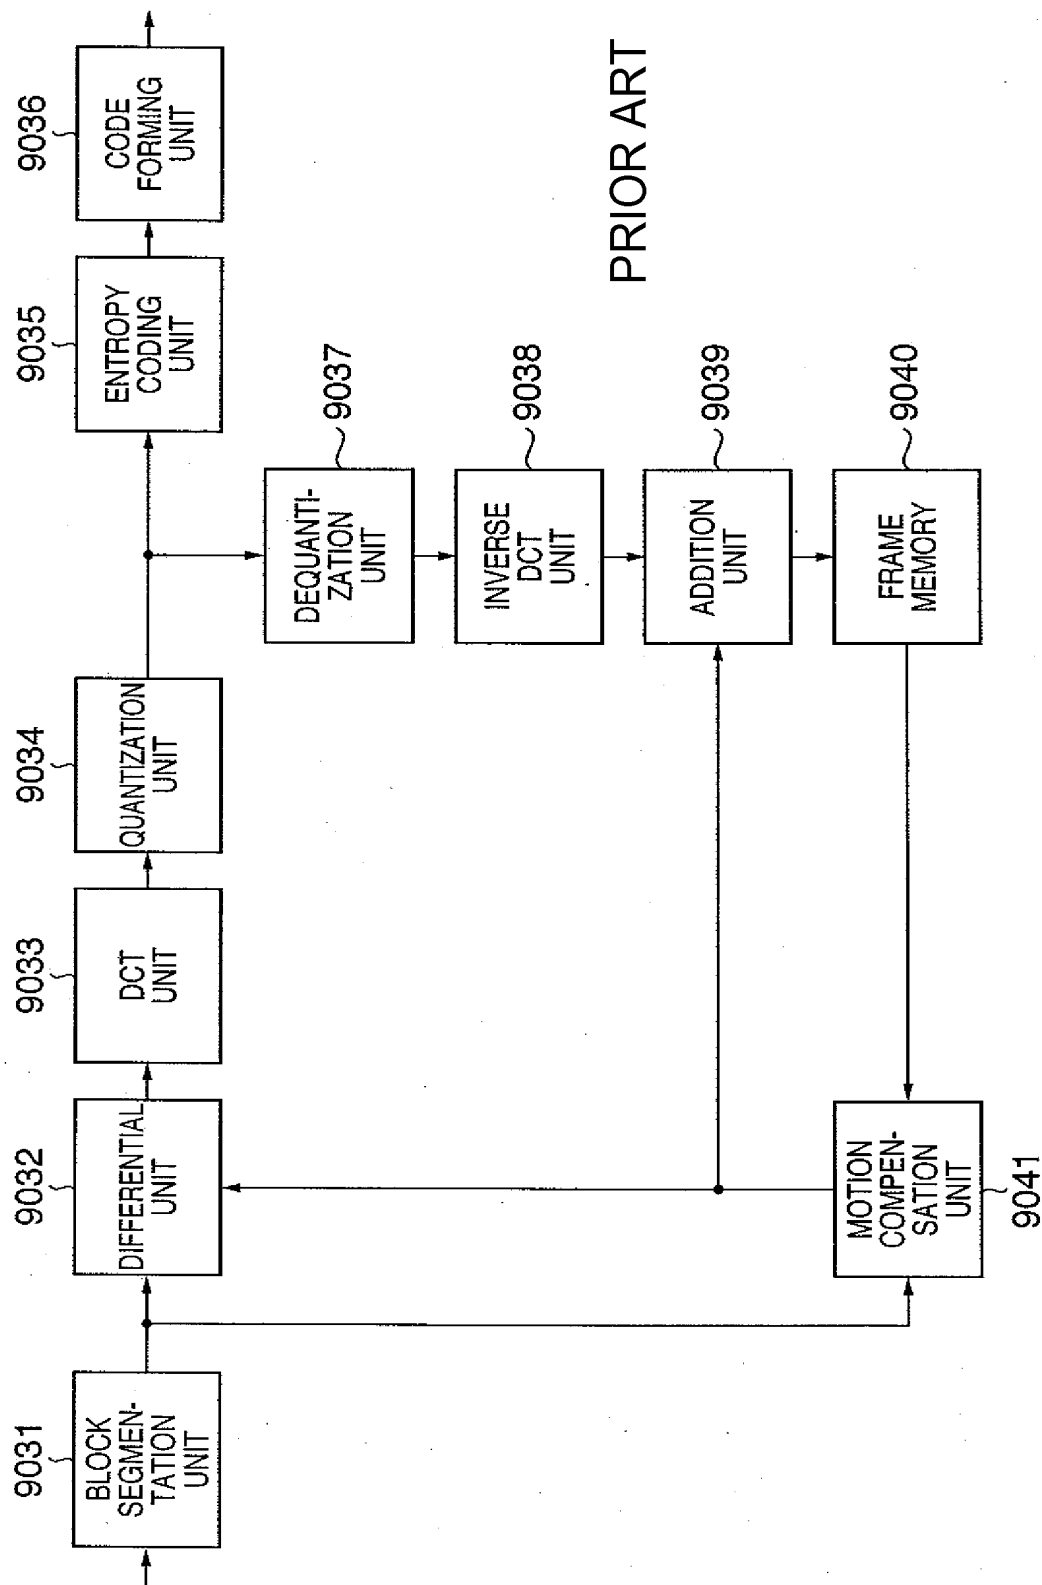 9031
BLOCK
SEGMEN-
TATION
UNIT
9032
DIFFERENTIAL
UNIT
9033
DCT
UNIT
9034
QUANTIZATION
UNIT
9035
ENTROPY
CODING
UNIT
9036
CODE
FORMING
UNIT
DEQUANTI-
ZATION
UNIT
9037
INVERSE
DCT
UNIT
9038
ADDITION
UNIT
9039
FRAME
MEMORY
9040
MOTION
COMPEN-
SATION
UNIT
9041
PRIOR ART